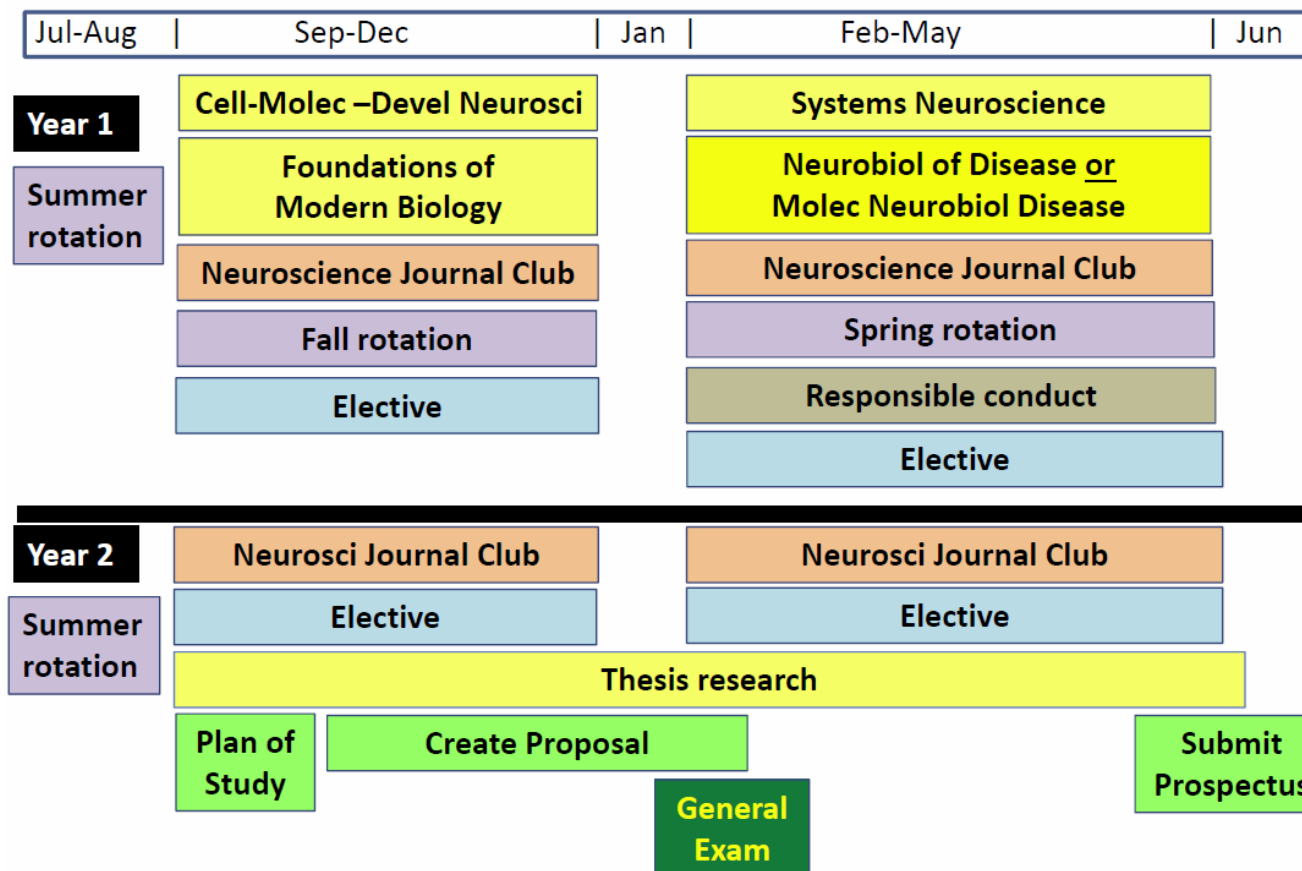 Jul-Aug | Sep-Dec | Jan | Feb-May | Jun
Year 1
Summer
rotation
Cell-Molec –Devel Neurosci
Foundations of
Modern Biology
Neuroscience Journal Club
Fall rotation
Elective
Systems Neuroscience
Neurobiol of Disease or
Molec Neurobiol Disease
Neuroscience Journal Club
Spring rotation
Responsible conduct
Elective
Year 2
Summer
rotation
Neurosci Journal Club
Neurosci Journal Club
Elective
Elective
Thesis research
Plan of
Study
Create Proposal
General
Exam
Submit
Prospectus